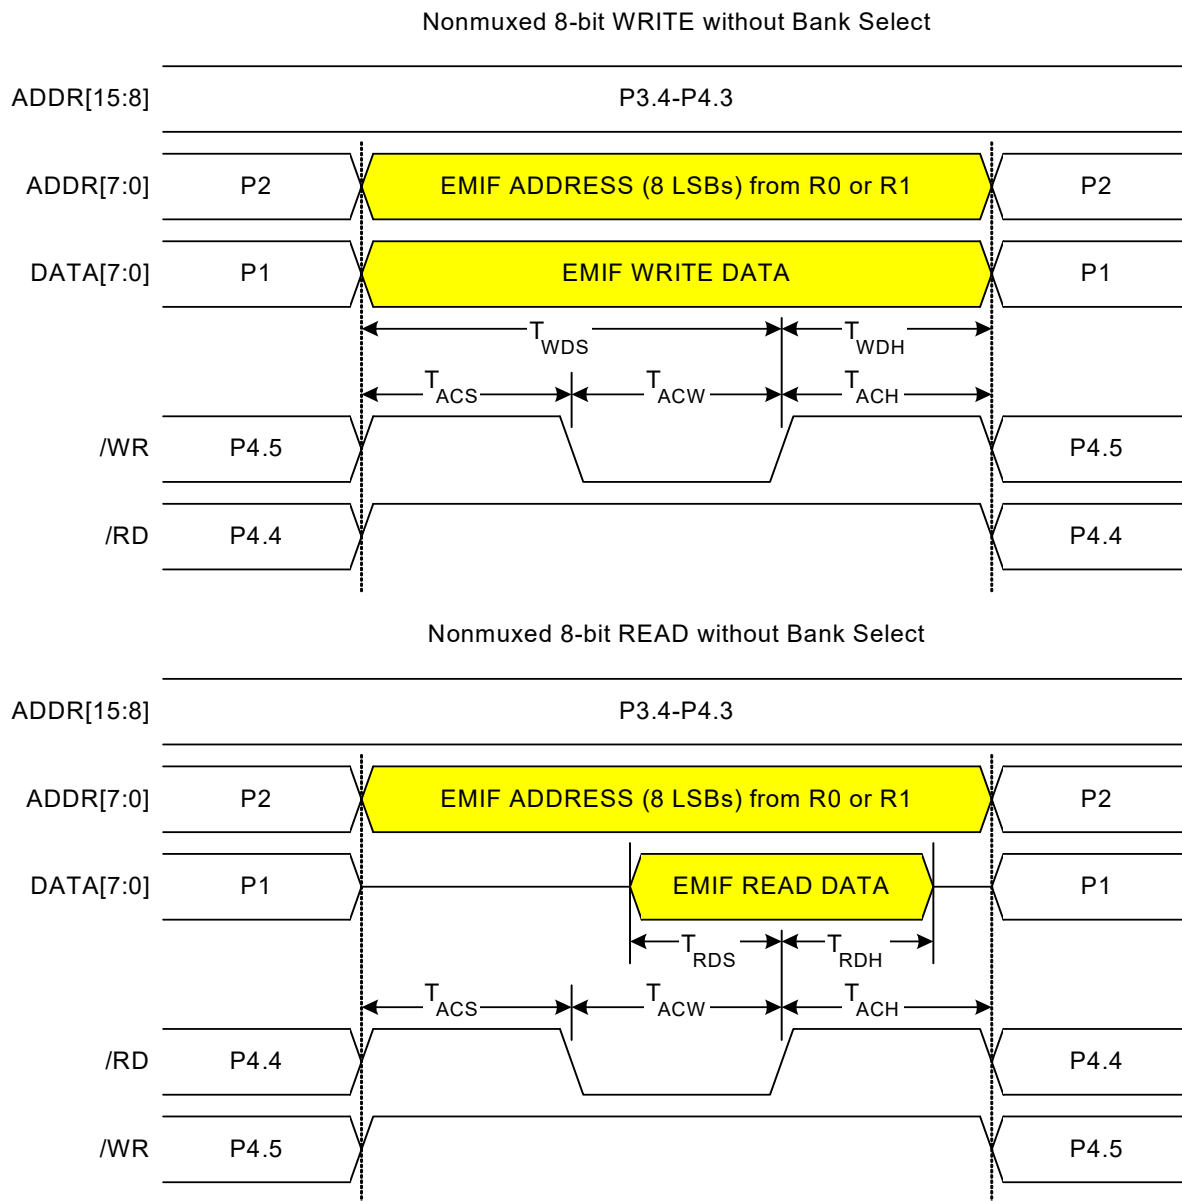 Nonmuxed 8-bit WRITE without Bank Select
ADDR[15:8] P3.4-P4.3
ADDR[7:0] P2 EMIF ADDRESS (8 LSBs) from R0 or R1 P2
DATA[7:0] P1 EMIF WRITE DATA P1
TWDS TWDH
TACS TACW TACH
/WR P4.5 P4.5
/RD P4.4 P4.4
Nonmuxed 8-bit READ without Bank Select
ADDR[15:8] P3.4-P4.3
ADDR[7:0] P2 EMIF ADDRESS (8 LSBs) from R0 or R1 P2
DATA[7:0] P1 EMIF READ DATA P1
TRDS TRDH
TACS TACW TACH
/RD P4.4 P4.4
/WR P4.5 P4.5